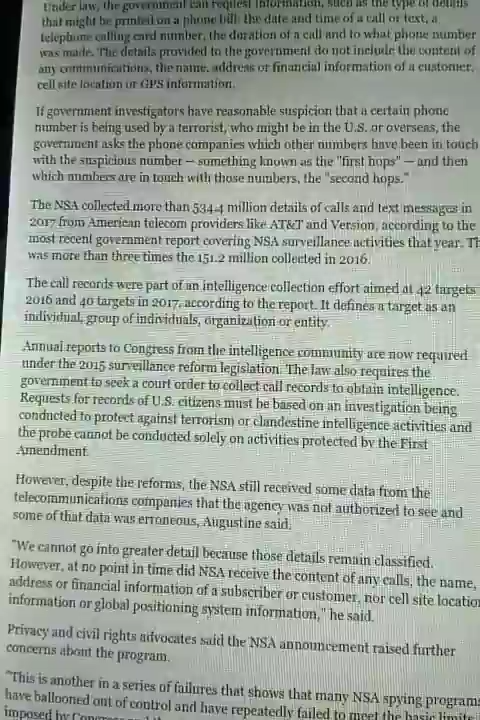 Under law, the government can request information, such as the type of details
that might be printed on a phone bill: the date and time of a call or text, a
telephone calling card number, the duration of a call and to what phone number
was made. The details provided to the government do not include the content of
any communications, the name, address or financial information of a customer,
cell site location or GPS information.
If government investigators have reasonable suspicion that a certain phone
number is being used by a terrorist, who might be in the U.S. or overseas, the
government asks the phone companies which other numbers have been in touch
with the suspicious number — something known as the "first hops" — and then
which numbers are in touch with those numbers, the "second hops."
The NSA collected more than 534.4 million details of calls and text messages in
2017 from American telecom providers like AT&T and Version, according to the
most recent government report covering NSA surveillance activities that year. Th
was more than three times the 151.2 million collected in 2016.
The call records were part of an intelligence collection effort aimed at 42 targets
2016 and 40 targets in 2017, according to the report. It defines a target as an
individual, group of individuals, organization or entity.
Annual reports to Congress from the intelligence community are now required
under the 2015 surveillance reform legislation. The law also requires the
government to seek a court order to collect call records to obtain intelligence.
Requests for records of U.S. citizens must be based on an investigation being
conducted to protect against terrorism or clandestine intelligence activities and
the probe cannot be conducted solely on activities protected by the First
Amendment.
However, despite the reforms, the NSA still received some data from the
telecommunications companies that the agency was not authorized to see and
some of that data was erroneous, Augustine said.
"We cannot go into greater detail because those details remain classified.
However, at no point in time did NSA receive the content of any calls, the name,
address or financial information of a subscriber or customer, nor cell site location
information or global positioning system information," he said.
Privacy and civil rights advocates said the NSA announcement raised further
concerns about the program.
"This is another in a series of failures that shows that many NSA spying programs
have ballooned out of control and have repeatedly failed to meet the basic limits
imposed by